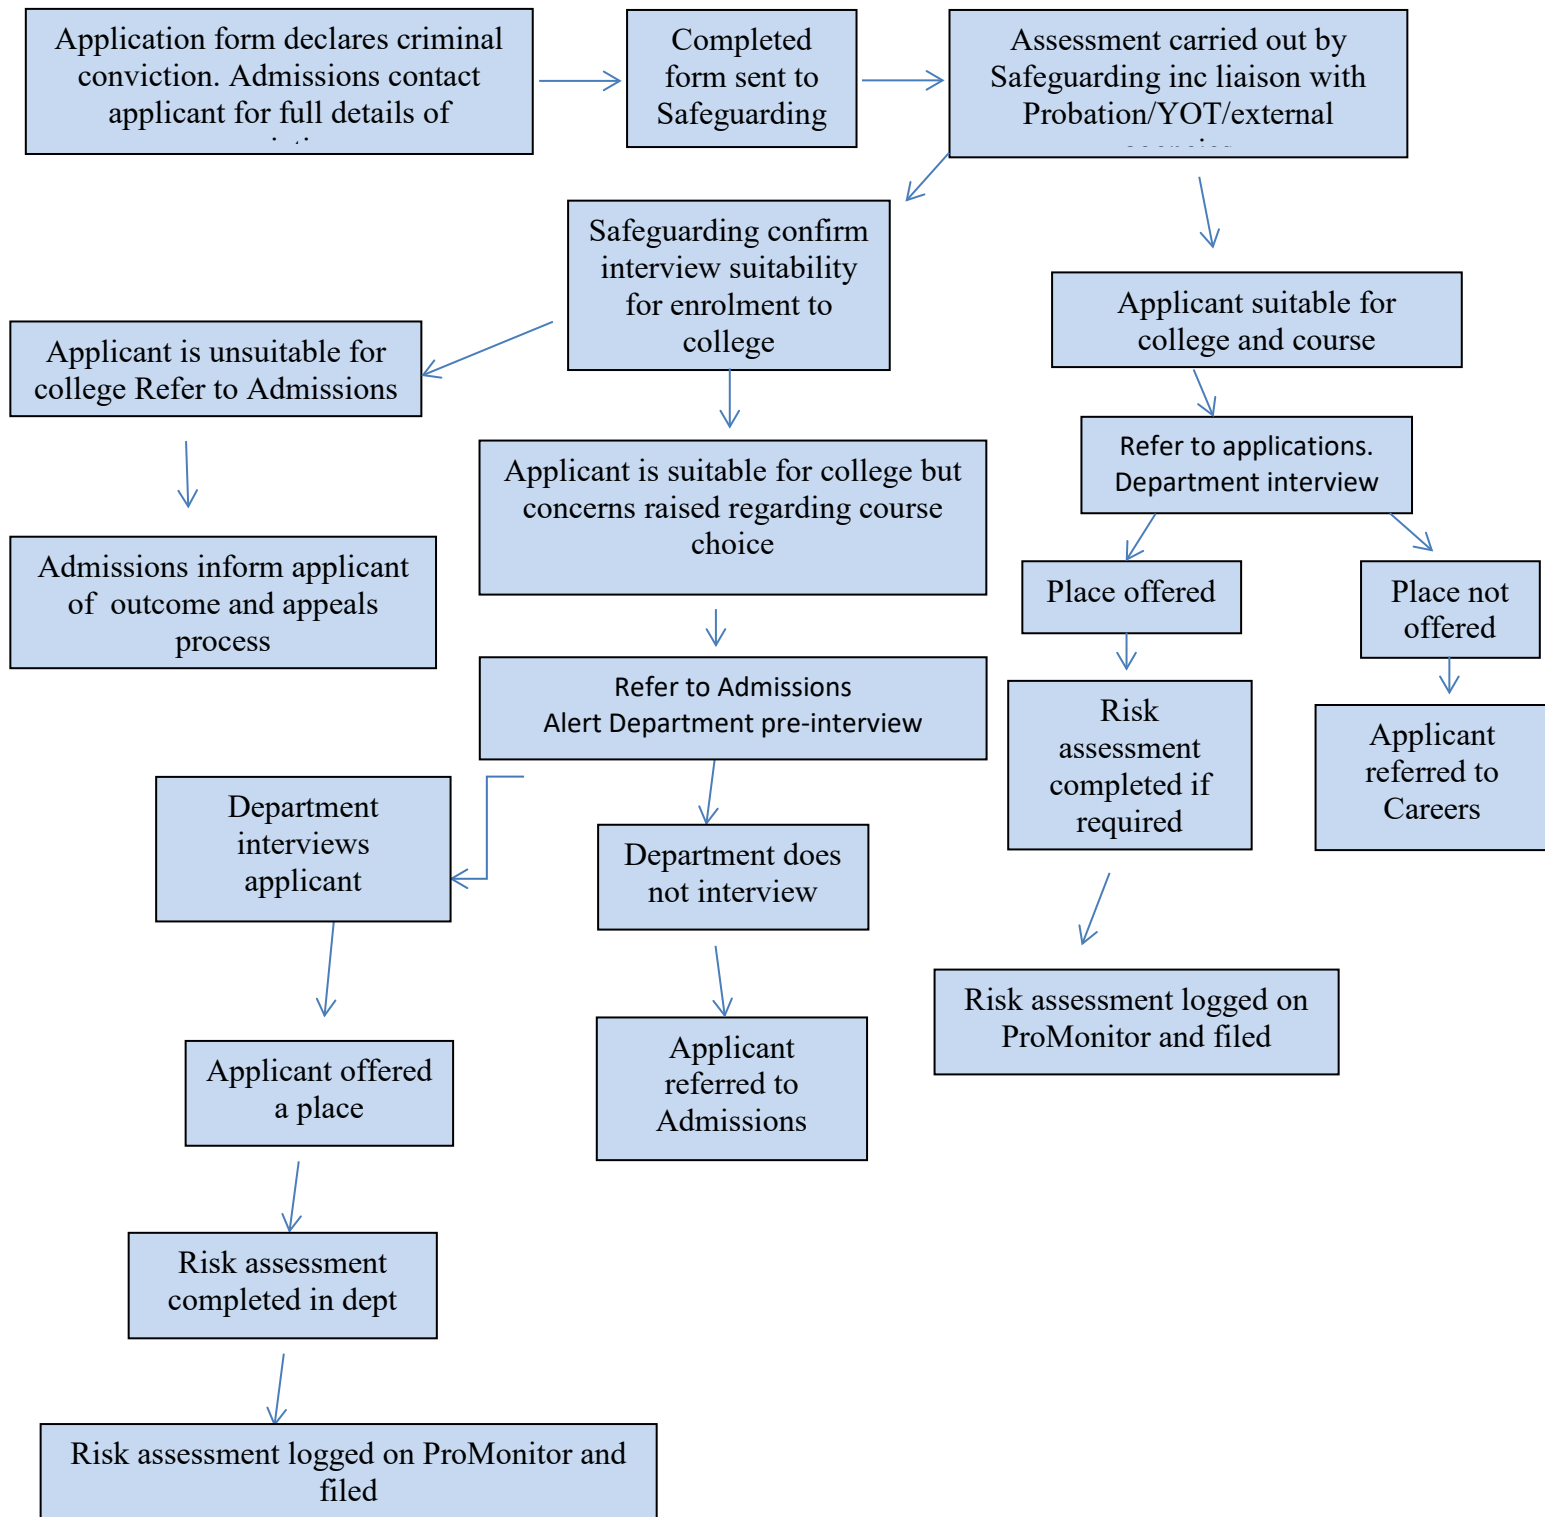 Application form declares criminal
conviction. Admissions contact
applicant for full details of
Completed
form sent to
Safeguarding
Assessment carried out by
Safeguarding inc liaison with
Probation/YOT/external
Safeguarding confirm
interview suitability
for enrolment to
college
Applicant suitable for
college and course
Applicant is unsuitable for
college Refer to Admissions
Refer to applications.
Department interview
Applicant is suitable for college but
concerns raised regarding course
choice
Admissions inform applicant
of outcome and appeals
process
Place offered
Place not
offered
Refer to Admissions
Alert Department pre-interview
Risk
assessment
completed if
required
Applicant
referred to
Careers
Department
interviews
applicant
Department does
not interview
Risk assessment logged on
ProMonitor and filed
Applicant
referred to
Admissions
Applicant offered
a place
Risk assessment
completed in dept
Risk assessment logged on ProMonitor and
filed